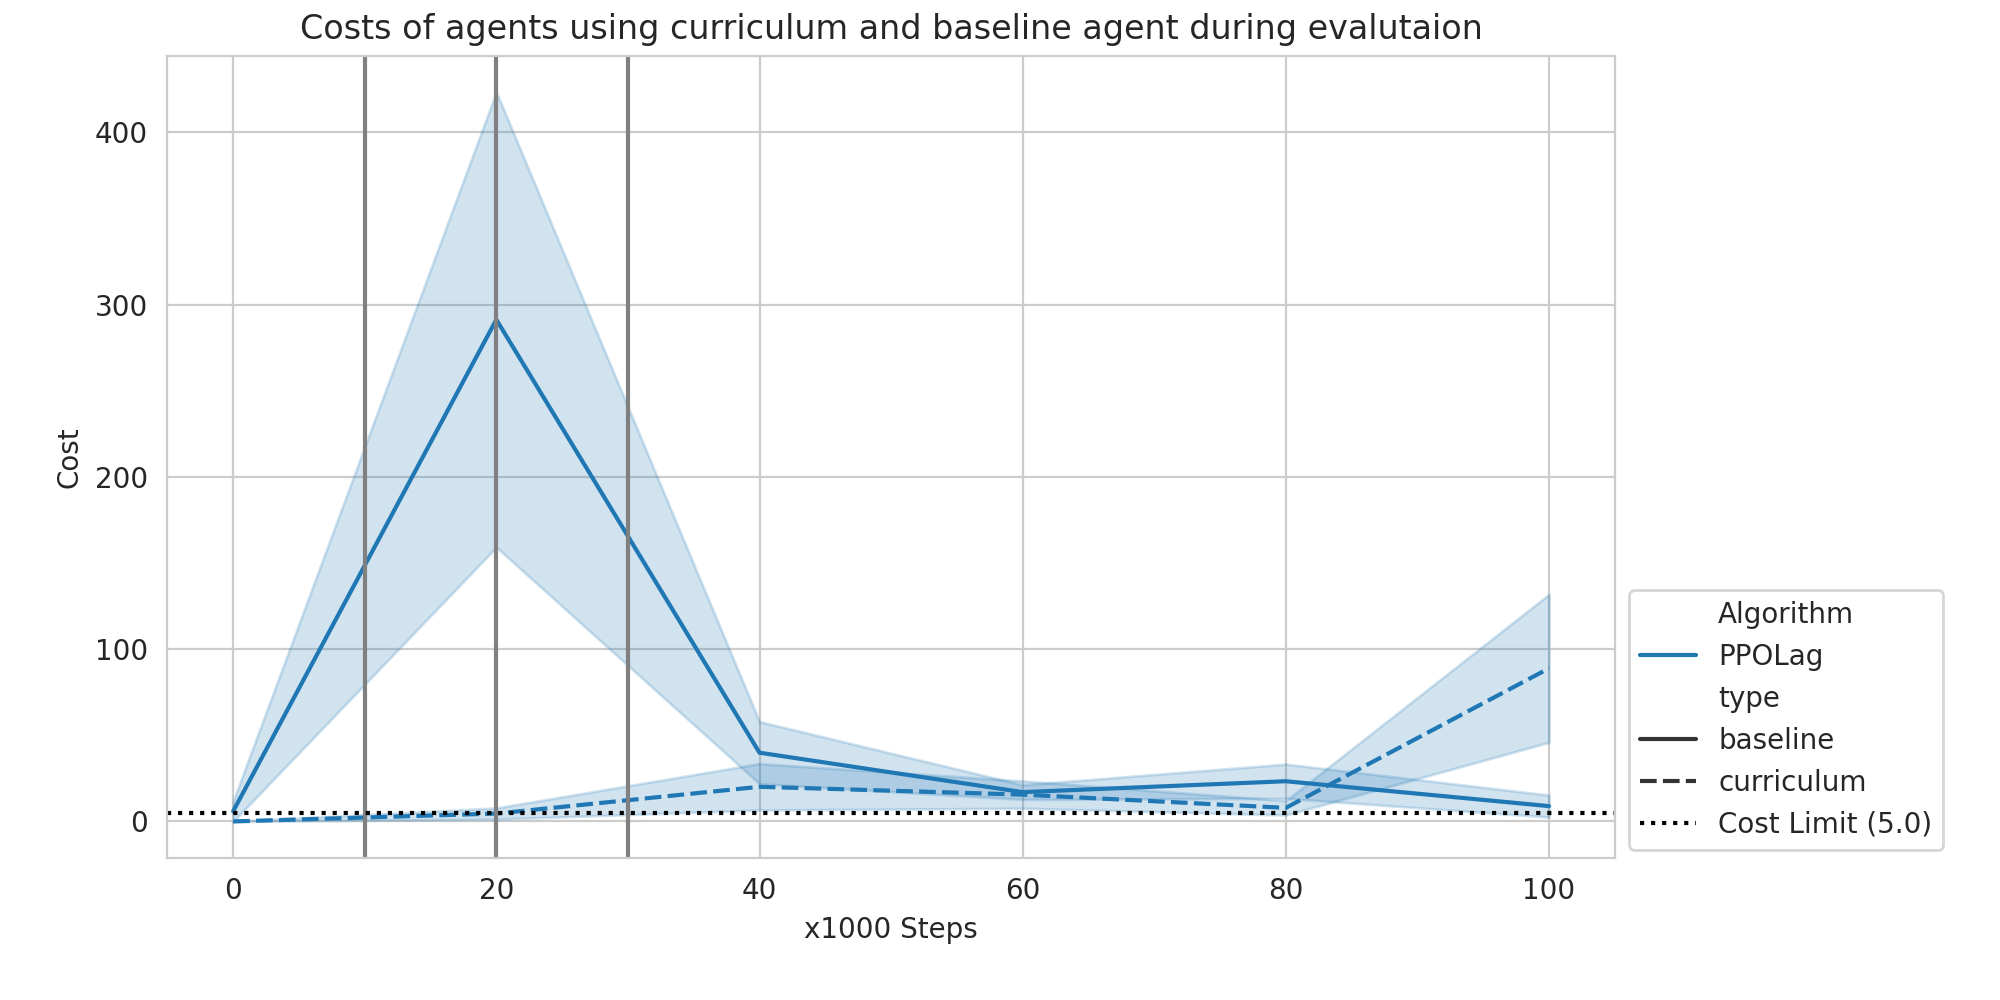 Costs of agents using curriculum and baseline agent during evalutaion
Cost
400
300
200
100
0
0 20 40 60 80 100
x1000 Steps
Algorithm
PPOLag
type
baseline
curriculum
Cost Limit (5.0)